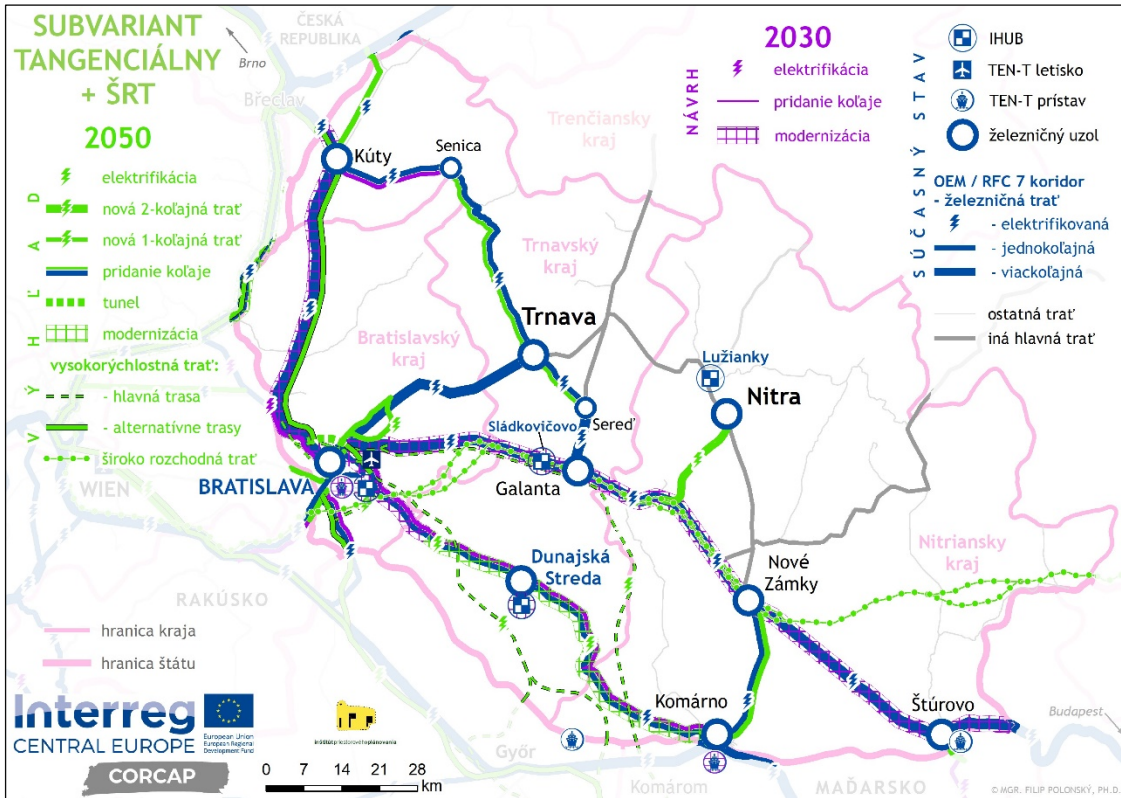 SUBVARIANT
TANGENCIÁLNY
+ ŠRT
2050
elektrifikácia
nová 2-koľajná trať
nová 1-koľajná trať
pridanie koľaje
tunel
modernizácia
vysokorýchlostná trať:
- hlavná trasa
- alternatívne trasy
široko rozchodná trať
VÝHĽAD
ČESKÁ
REPUBLIKA
Brno
Břeclav
Kúty
Senica
Trenčiansky
kraj
Trnavský
kraj
Bratislavský
kraj
Trnava
Lužianky
Nitra
Sereď
Sládkovičovo
Galanta
BRATISLAVA
WIEN
Dunajská
Streda
Nové
Zámky
Nitriansky
kraj
RAKÚSKO
Komárno
Štúrovo
Budapest
Győr
Komárom
MAĎARSKO
2030
NÁVRH
elektrifikácia
pridanie koľaje
modernizácia
SÚČASNÝ STAV
IHUB
TEN-T letisko
TEN-T prístav
železničný uzol
OEM / RFC 7 koridor
- železničná trať
- elektrifikovaná
- jednokoľajná
- viackoľajná
ostatná trať
iná hlavná trať
hranica kraja
hranica štátu
Interreg
CENTRAL EUROPE
European Union
European Regional
Development Fund
CORCAP
inštitút priestorového plánovania
0 7 14 21 28
km
© MGR. FILIP POLONSKÝ, PH.D.